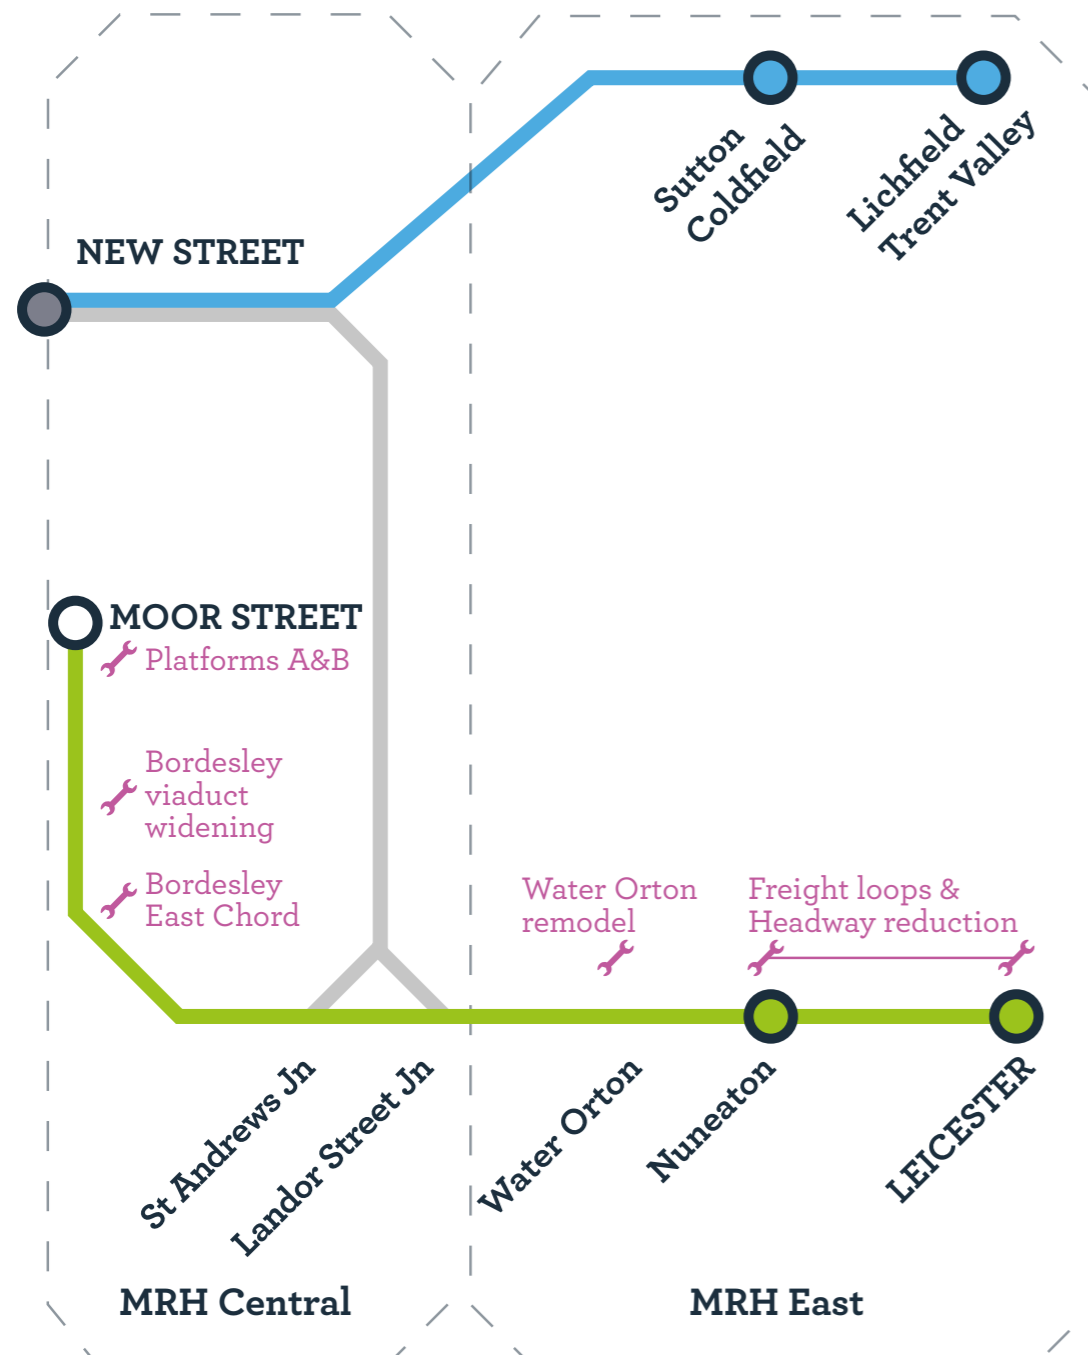 Sutton
Coldfield
Lichfield
Trent Valley
NEW STREET
MOOR STREET
Platforms A&B
Bordesley
viaduct
widening
Bordesley
East Chord
Water Orton
remodel
Freight loops &
Headway reduction
St Andrews Jn
Landor Street Jn
Water Orton
Nuneaton
LEICESTER
MRH Central
MRH East